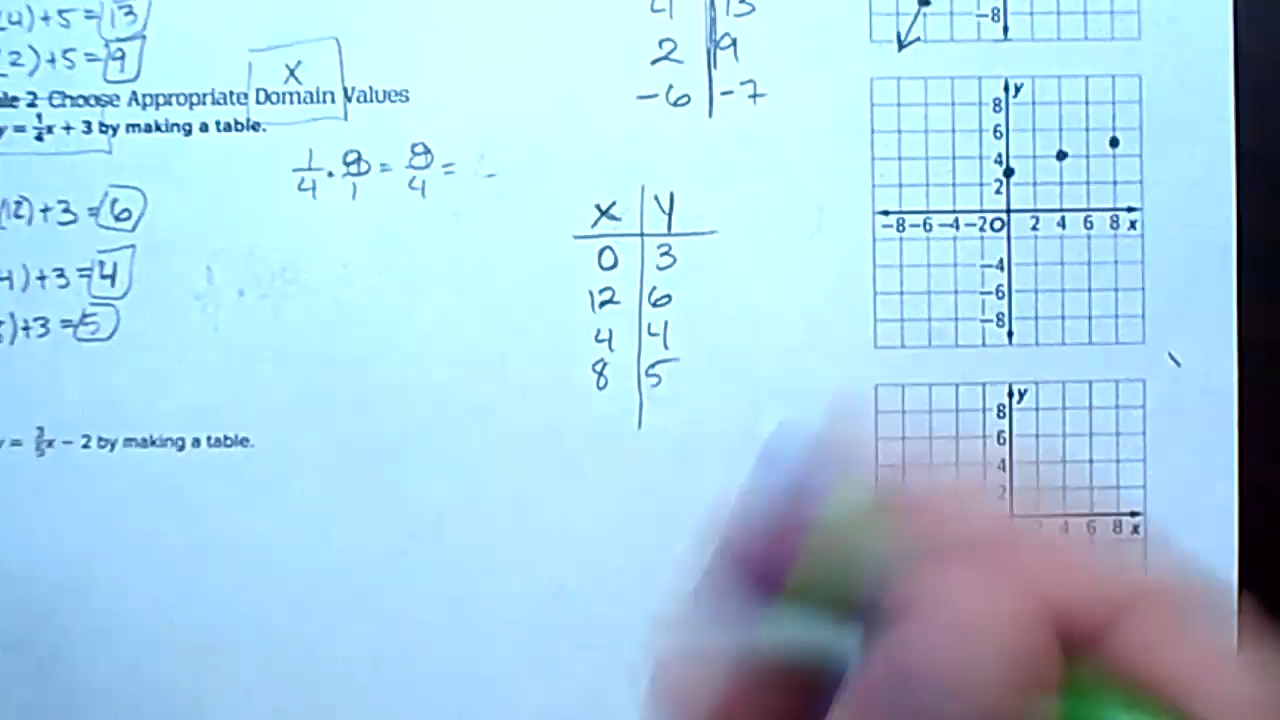 4)+5=13
2)+5=9
x
le 2 Choose Appropriate Domain Values
y = 1/4 x + 3 by making a table.
1/4 · 8/1 = 8/4 =
12)+3=6
4)+3=4
)+3=5
y = x − 2 by making a table.
4 | 13
2 | 9
-6 | -7
x | y
0 | 3
12 | 6
4 | 4
8 | 5
−8
y
8
6
4
2
−8 −6 −4 −2 O 2 4 6 8 x
−4
−6
−8
y
8
6
4
2
4 6 8 x